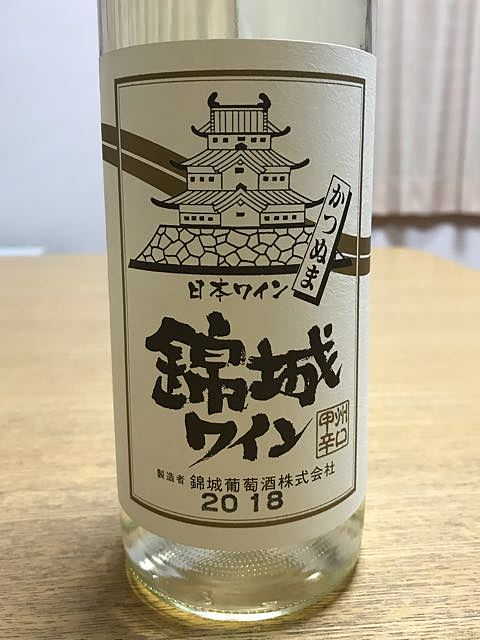 かつぬま
日本ワイン
錦城
ワイン
甲州
辛口
製造者 錦城葡萄酒株式会社
2018